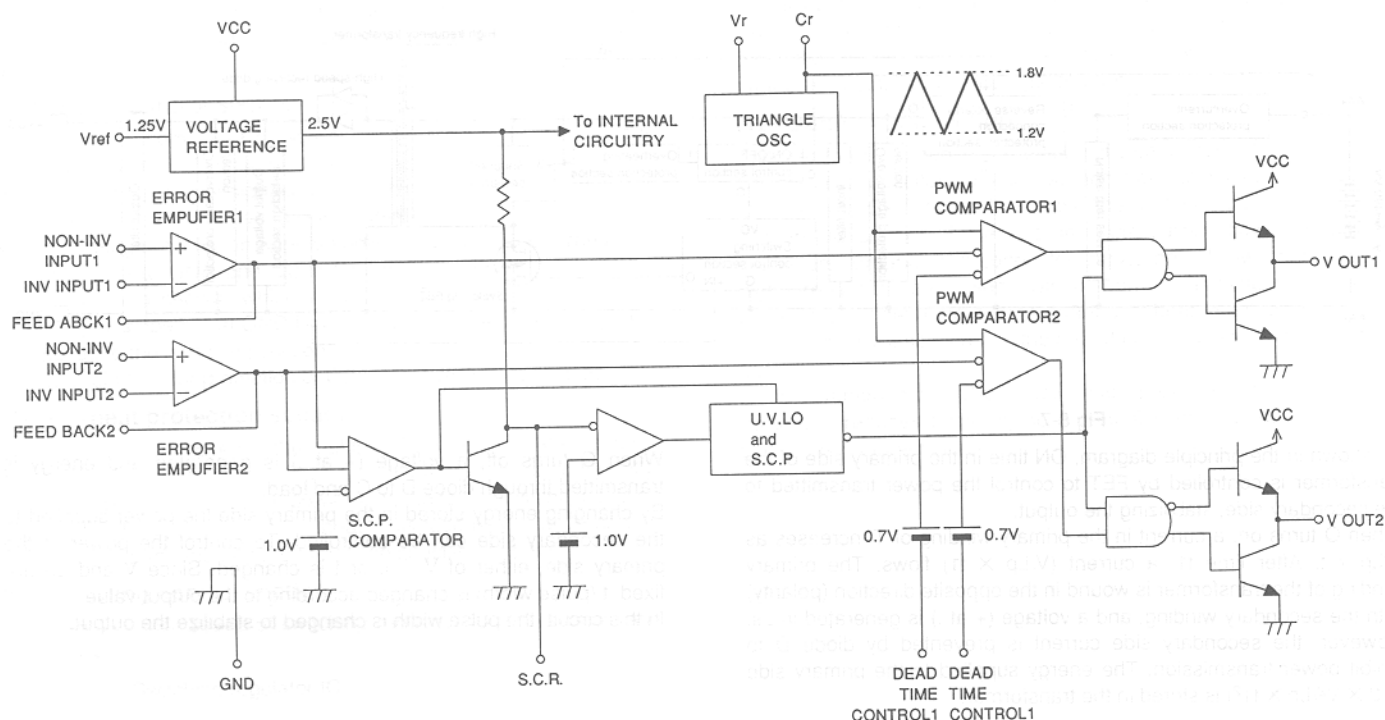 VCC
Vr
Cr
1.25V
Vref
VOLTAGE
REFERENCE
2.5V
To INTERNAL
CIRCUITRY
TRIANGLE
OSC
1.8V
1.2V
ERROR
EMPUFIER1
NON-INV
INPUT1
+
INV INPUT1
−
FEED ABCK1
NON-INV
INPUT2
+
INV INPUT2
−
FEED BACK2
ERROR
EMPUFIER2
PWM
COMPARATOR1
PWM
COMPARATOR2
VCC
V OUT1
U.V.LO
and
S.C.P
S.C.P.
COMPARATOR
1.0V
1.0V
0.7V
0.7V
VCC
V OUT2
GND
S.C.R.
DEAD
TIME
CONTROL1
DEAD
TIME
CONTROL1